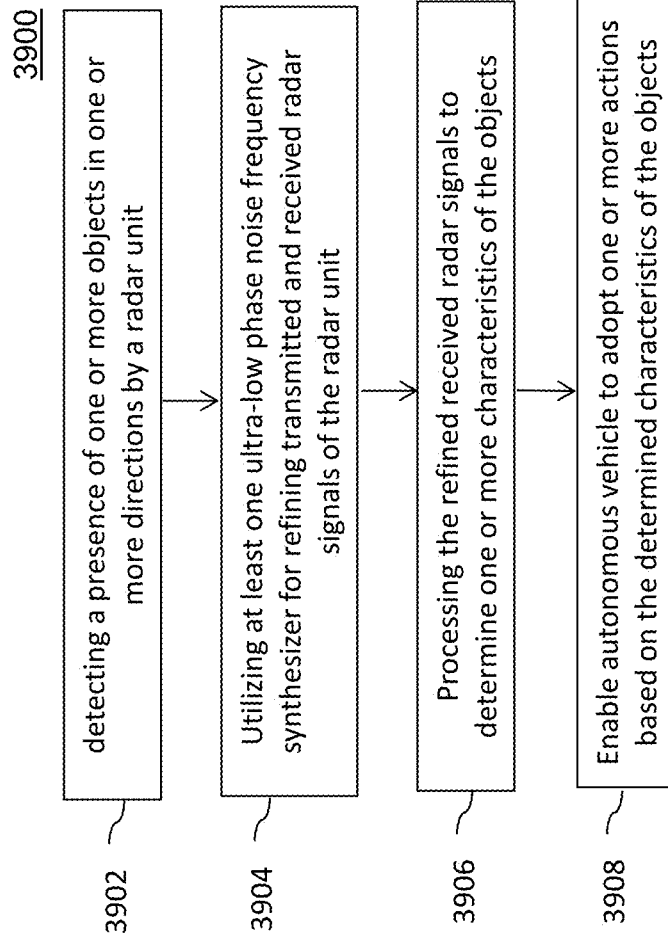 3900
3902
detecting a presence of one or more objects in one or
more directions by a radar unit
3904
Utilizing at least one ultra-low phase noise frequency
synthesizer for refining transmitted and received radar
signals of the radar unit
3906
Processing the refined received radar signals to
determine one or more characteristics of the objects
3908
Enable autonomous vehicle to adopt one or more actions
based on the determined characteristics of the objects